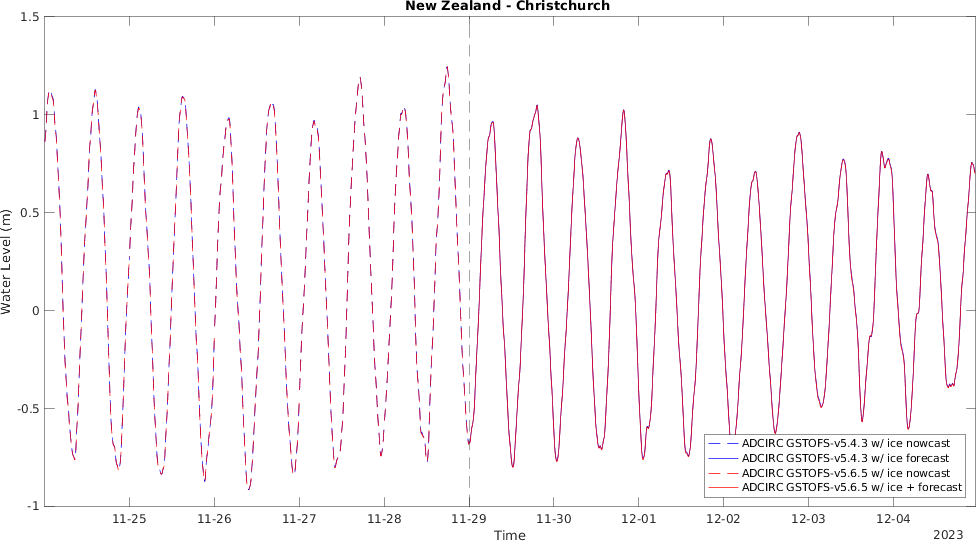 New Zealand - Christchurch
1.5
1
0.5
0
-0.5
-1
Water Level (m)
ADCIRC GSTOFS-v5.4.3 w/ ice nowcast
ADCIRC GSTOFS-v5.4.3 w/ ice forecast
ADCIRC GSTOFS-v5.6.5 w/ ice nowcast
ADCIRC GSTOFS-v5.6.5 w/ ice + forecast
11-25 11-26 11-27 11-28 11-29 11-30 12-01 12-02 12-03 12-04
Time
2023